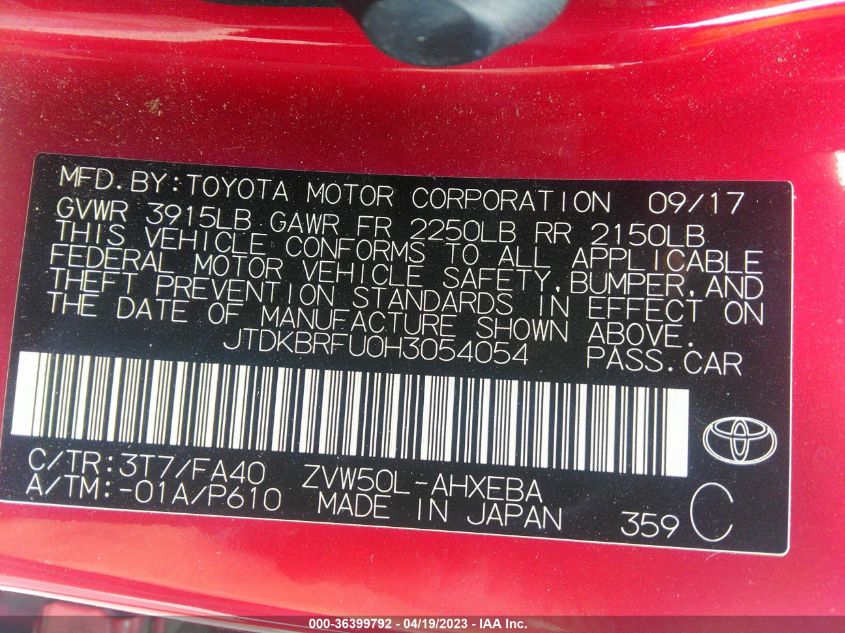 MFD.BY:TOYOTA MOTOR CORPORATION 09/17
GVWR 3915LB GAWR FR 2250LB RR 2150LB
THIS VEHICLE CONFORMS TO ALL APPLICABLE
FEDERAL MOTOR VEHICLE SAFETY,BUMPER,AND
THEFT PREVENTION STANDARDS IN EFFECT ON
THE DATE OF MANUFACTURE SHOWN ABOVE.
JTDKBRFU0H3054054 PASS.CAR
C/TR:3T7/FA40 ZVW50L-AHXEBA
A/TM:-01A/P610 MADE IN JAPAN 359 C
000-36399792 - 04/19/2023 - IAA Inc.